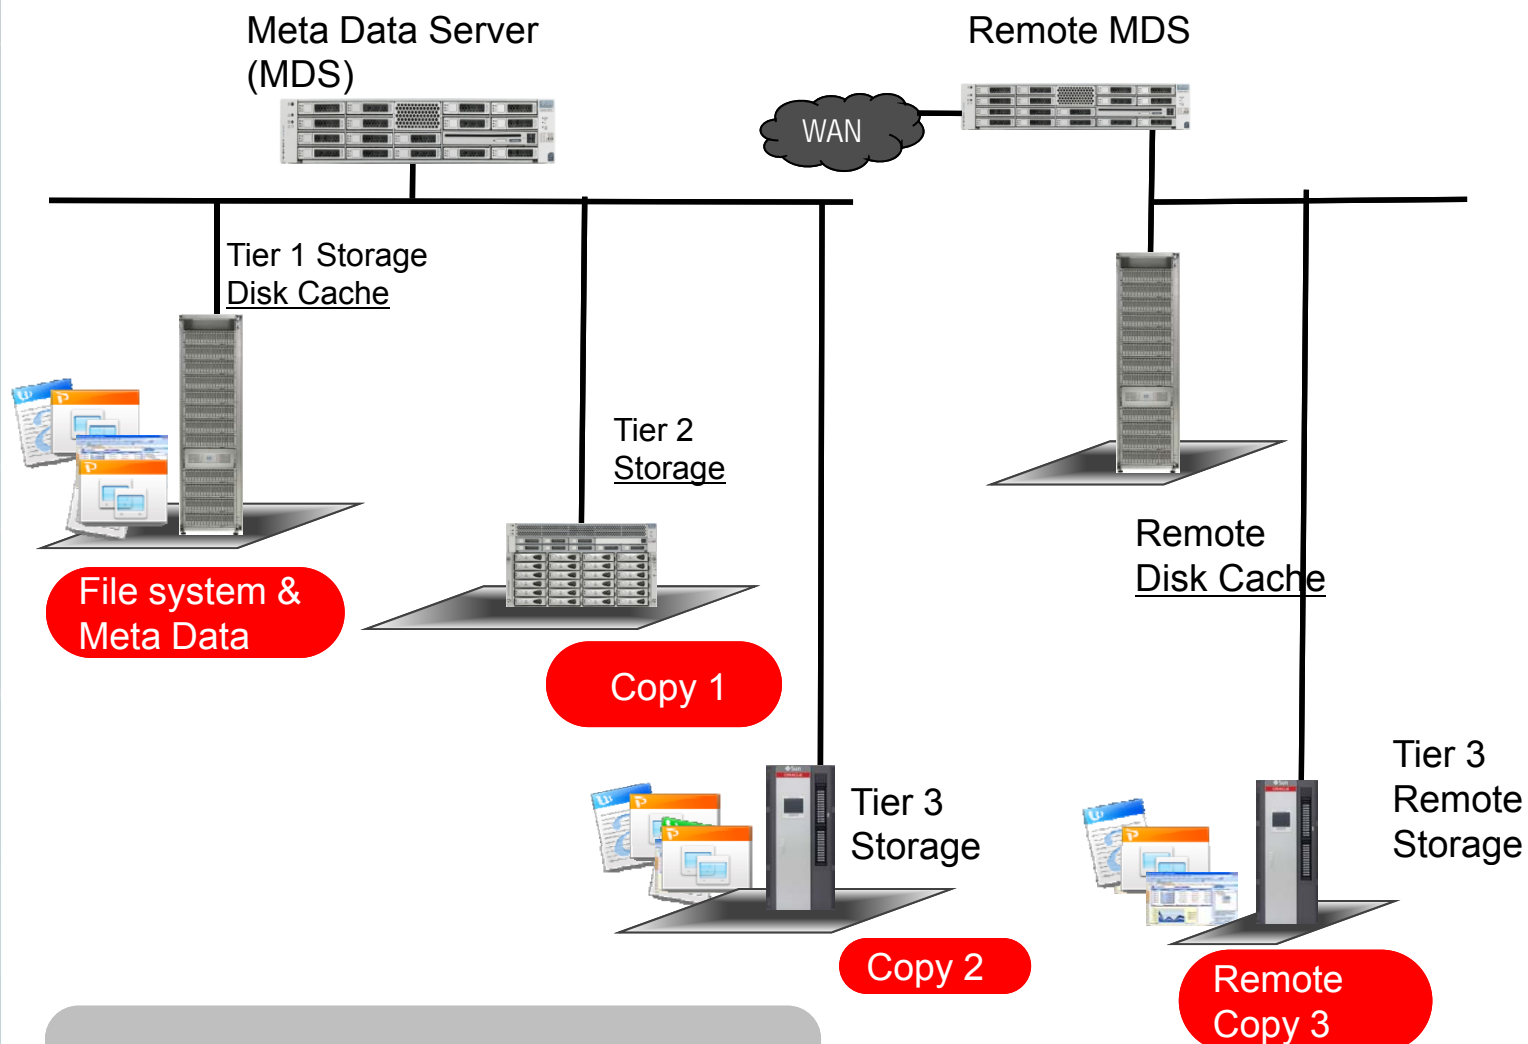 Meta Data Server
(MDS)
Remote MDS
WAN
Tier 1 Storage
Disk Cache
Tier 2
Storage
File system &
Meta Data
Copy 1
Remote
Disk Cache
Tier 3
Storage
Tier 3
Remote
Storage
Copy 2
Remote
Copy 3